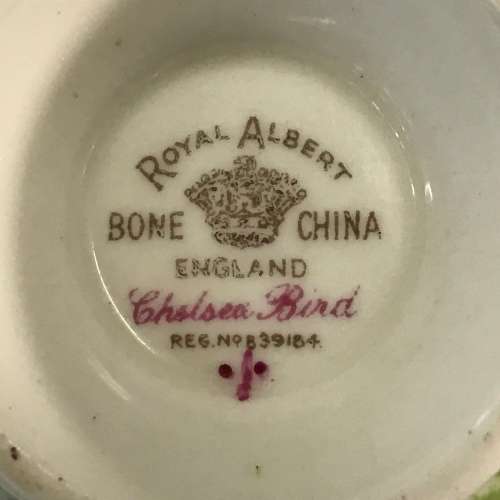 ROYAL ALBERT
BONE CHINA
ENGLAND
Chelsea Bird
REG. No 839184